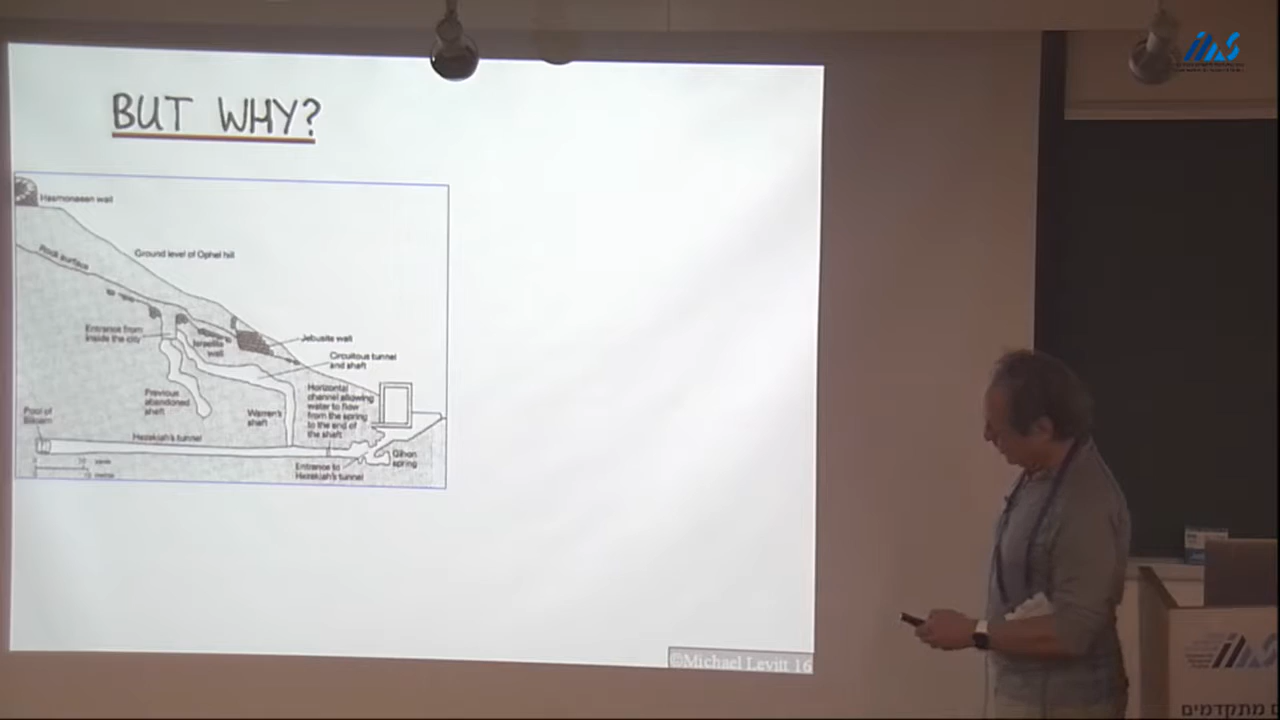 BUT WHY?
Hasmonaean wall
Ground level of Ophel hill
Rock surface
Entrance from
inside the city
Israelite
wall
Jebusite wall
Circuitous tunnel
and shaft
Previous
abandoned
shaft
Warren's
shaft
Horizontal
channel allowing
water to flow
from the spring
to the end of
the shaft
Pool of
Siloam
Hezekiah's tunnel
Gihon
spring
Entrance to
Hezekiah's tunnel
©Michael Levitt 16
מתקדמים